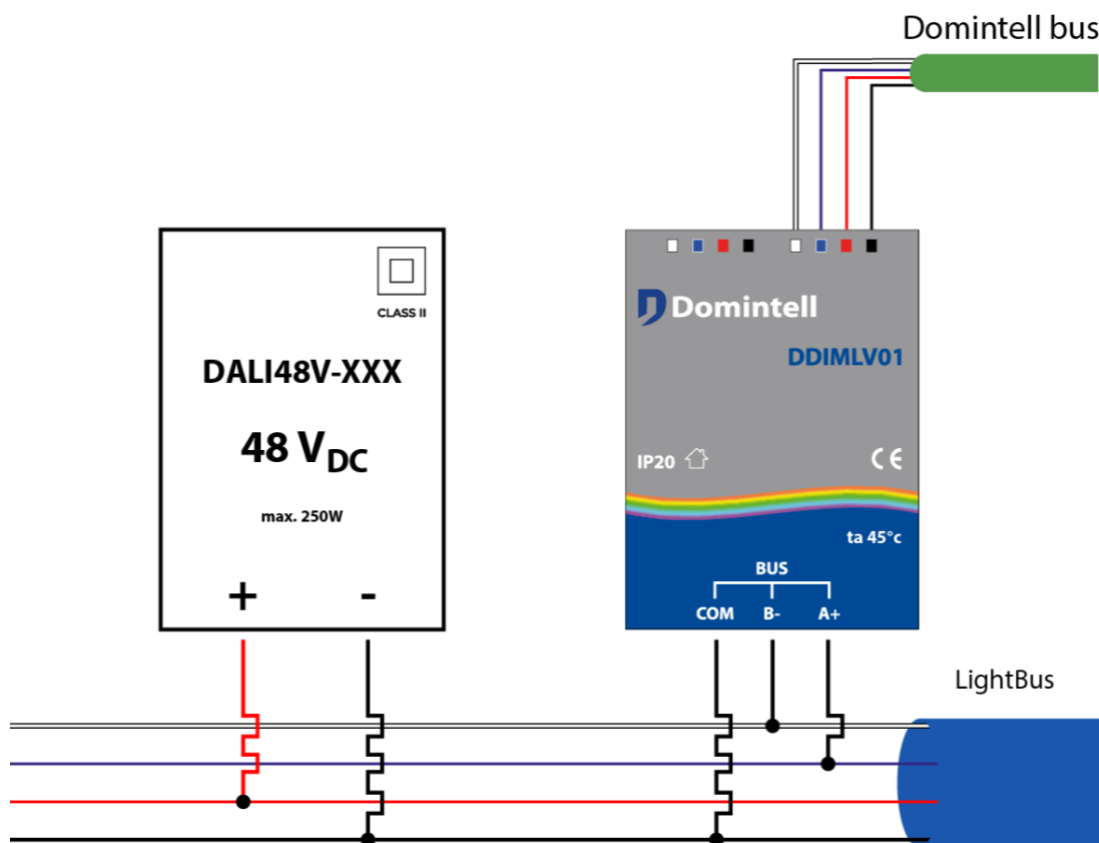 Domintell bus
CLASS II
DALI48V-XXX
48 VDC
max. 250W
+ -
Domintell
DDIMLV01
IP20 CE
ta 45°c
BUS
COM B- A+
LightBus